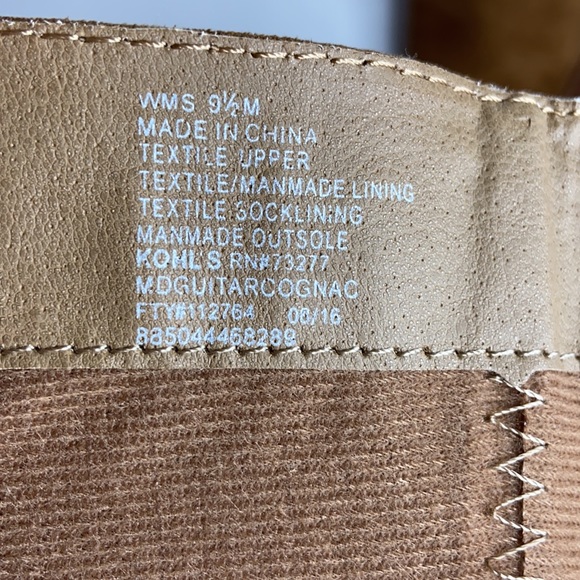 WMS 9½M
MADE IN CHINA
TEXTILE UPPER
TEXTILE/MANMADE LINING
TEXTILE SOCKLINING
MANMADE OUTSOLE
KOHLS RN#73277
MDGUITARCOGNAC
FTY#112764 06/16
885044468289